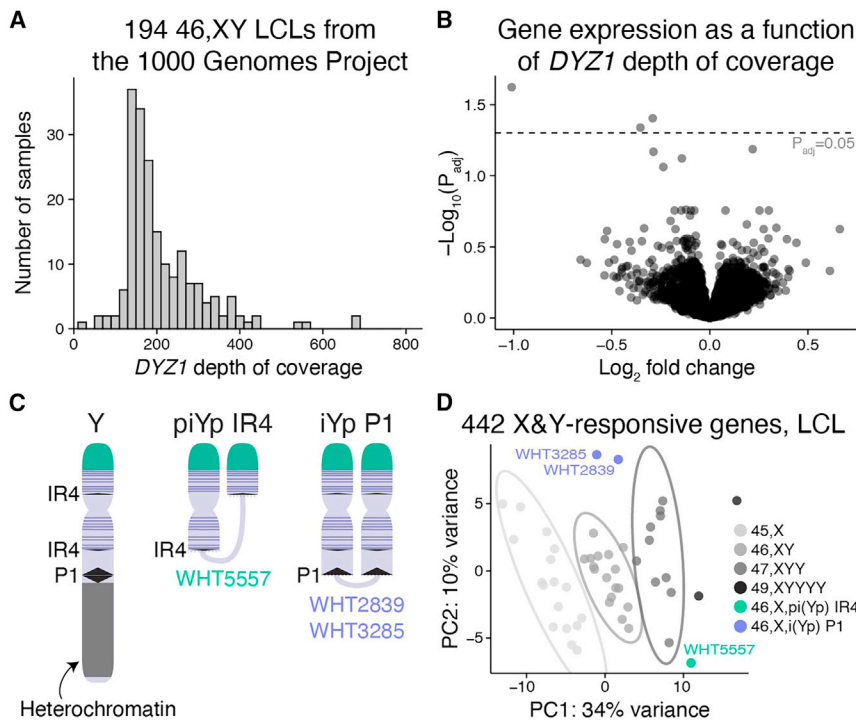 A
194 46,XY LCLs from
the 1000 Genomes Project
Number of samples
30
20
10
0
0
200
400
600
800
DYZ1 depth of coverage
B
Gene expression as a function
of DYZ1 depth of coverage
−Log10(Padj)
1.5
1.0
0.5
0.0
Padj=0.05
−1.0
−0.5
0.0
0.5
Log2 fold change
C
Y
piYp IR4
iYp P1
IR4
IR4
P1
IR4
P1
WHT5557
WHT2839
WHT3285
Heterochromatin
D
442 X&Y-responsive genes, LCL
PC2: 10% variance
5
0
−5
WHT3285
WHT2839
WHT5557
45,X
46,XY
47,XYY
49,XYYYY
46,X,pi(Yp) IR4
46,X,i(Yp) P1
−10
0
10
PC1: 34% variance